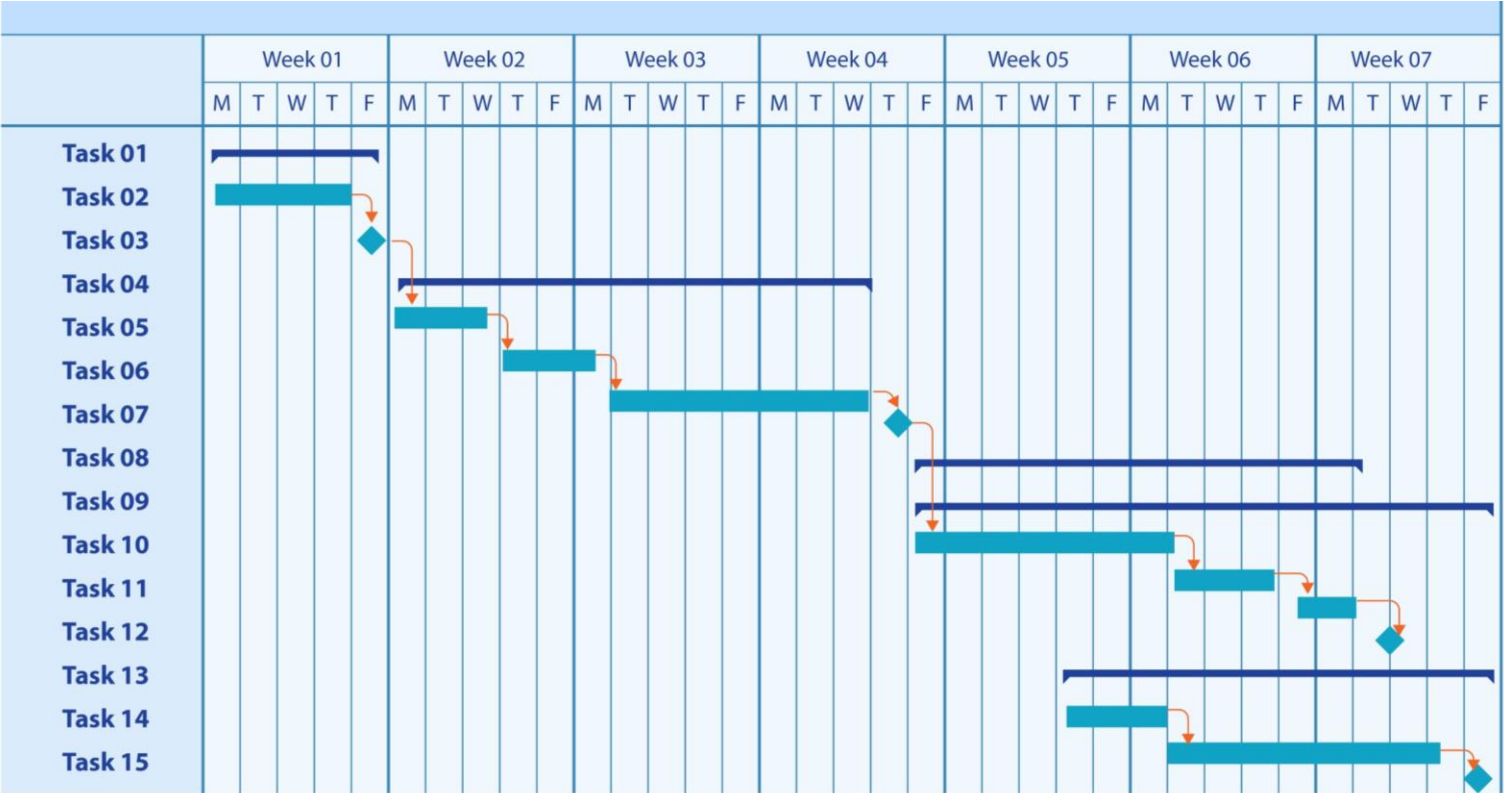 Week 01 Week 02 Week 03 Week 04 Week 05 Week 06 Week 07
M T W T F M T W T F M T W T F M T W T F M T W T F M T W T F M T W T F
Task 01
Task 02
Task 03
Task 04
Task 05
Task 06
Task 07
Task 08
Task 09
Task 10
Task 11
Task 12
Task 13
Task 14
Task 15